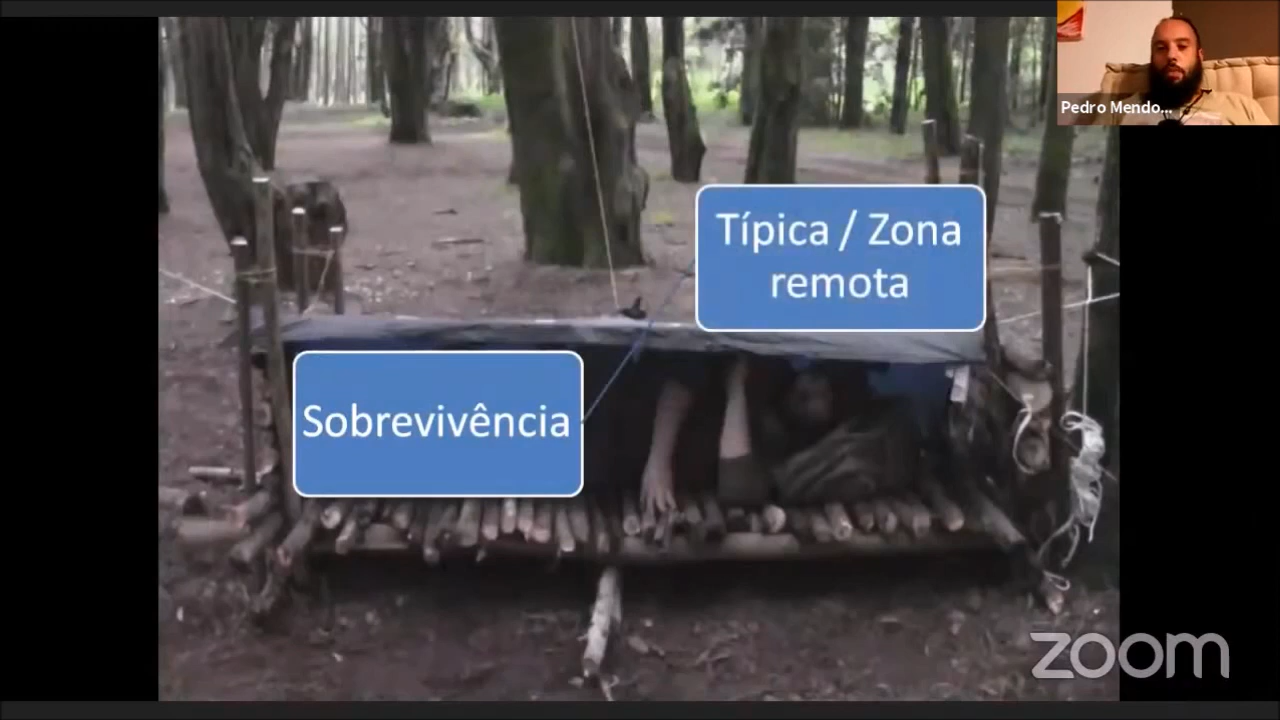 Pedro Mendo...
Típica / Zona
remota
Sobrevivência
zoom